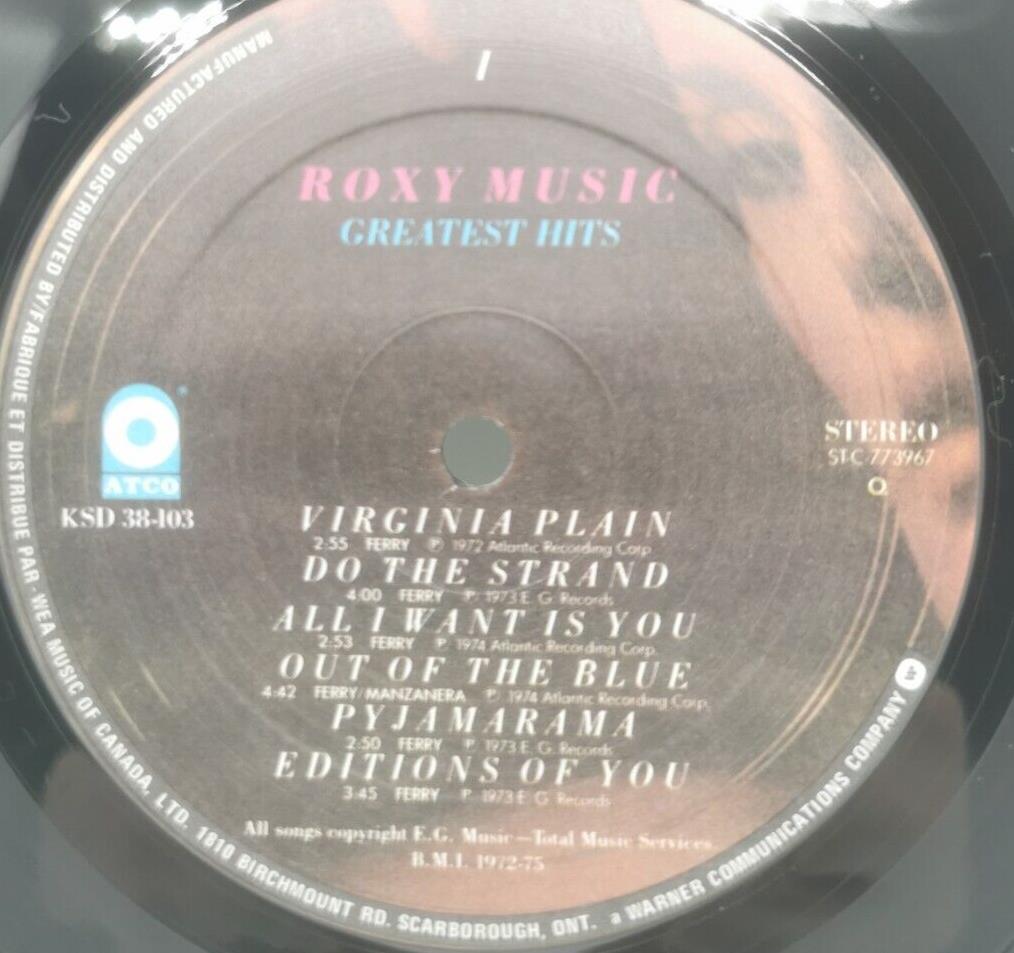 I
ROXY MUSIC
GREATEST HITS
ATCO
KSD 38-103
STEREO
ST-C-773967
Q
VIRGINIA PLAIN
2:55 FERRY ℗ 1972 Atlantic Recording Corp.
DO THE STRAND
4:00 FERRY ℗ 1973 E. G. Records
ALL I WANT IS YOU
2:53 FERRY ℗ 1974 Atlantic Recording Corp.
OUT OF THE BLUE
4:42 FERRY/MANZANERA ℗ 1974 Atlantic Recording Corp.
PYJAMARAMA
2:50 FERRY ℗ 1973 E. G. Records
EDITIONS OF YOU
3:45 FERRY ℗ 1973 E. G. Records
All songs copyright E.G. Music—Total Music Services
B.M.I. 1972-75
MANUFACTURED AND DISTRIBUTED BY/FABRIQUE ET DISTRIBUE PAR - WEA MUSIC OF CANADA, LTD. 1810 BIRCHMOUNT RD. SCARBOROUGH, ONT. a WARNER COMMUNICATIONS COMPANY